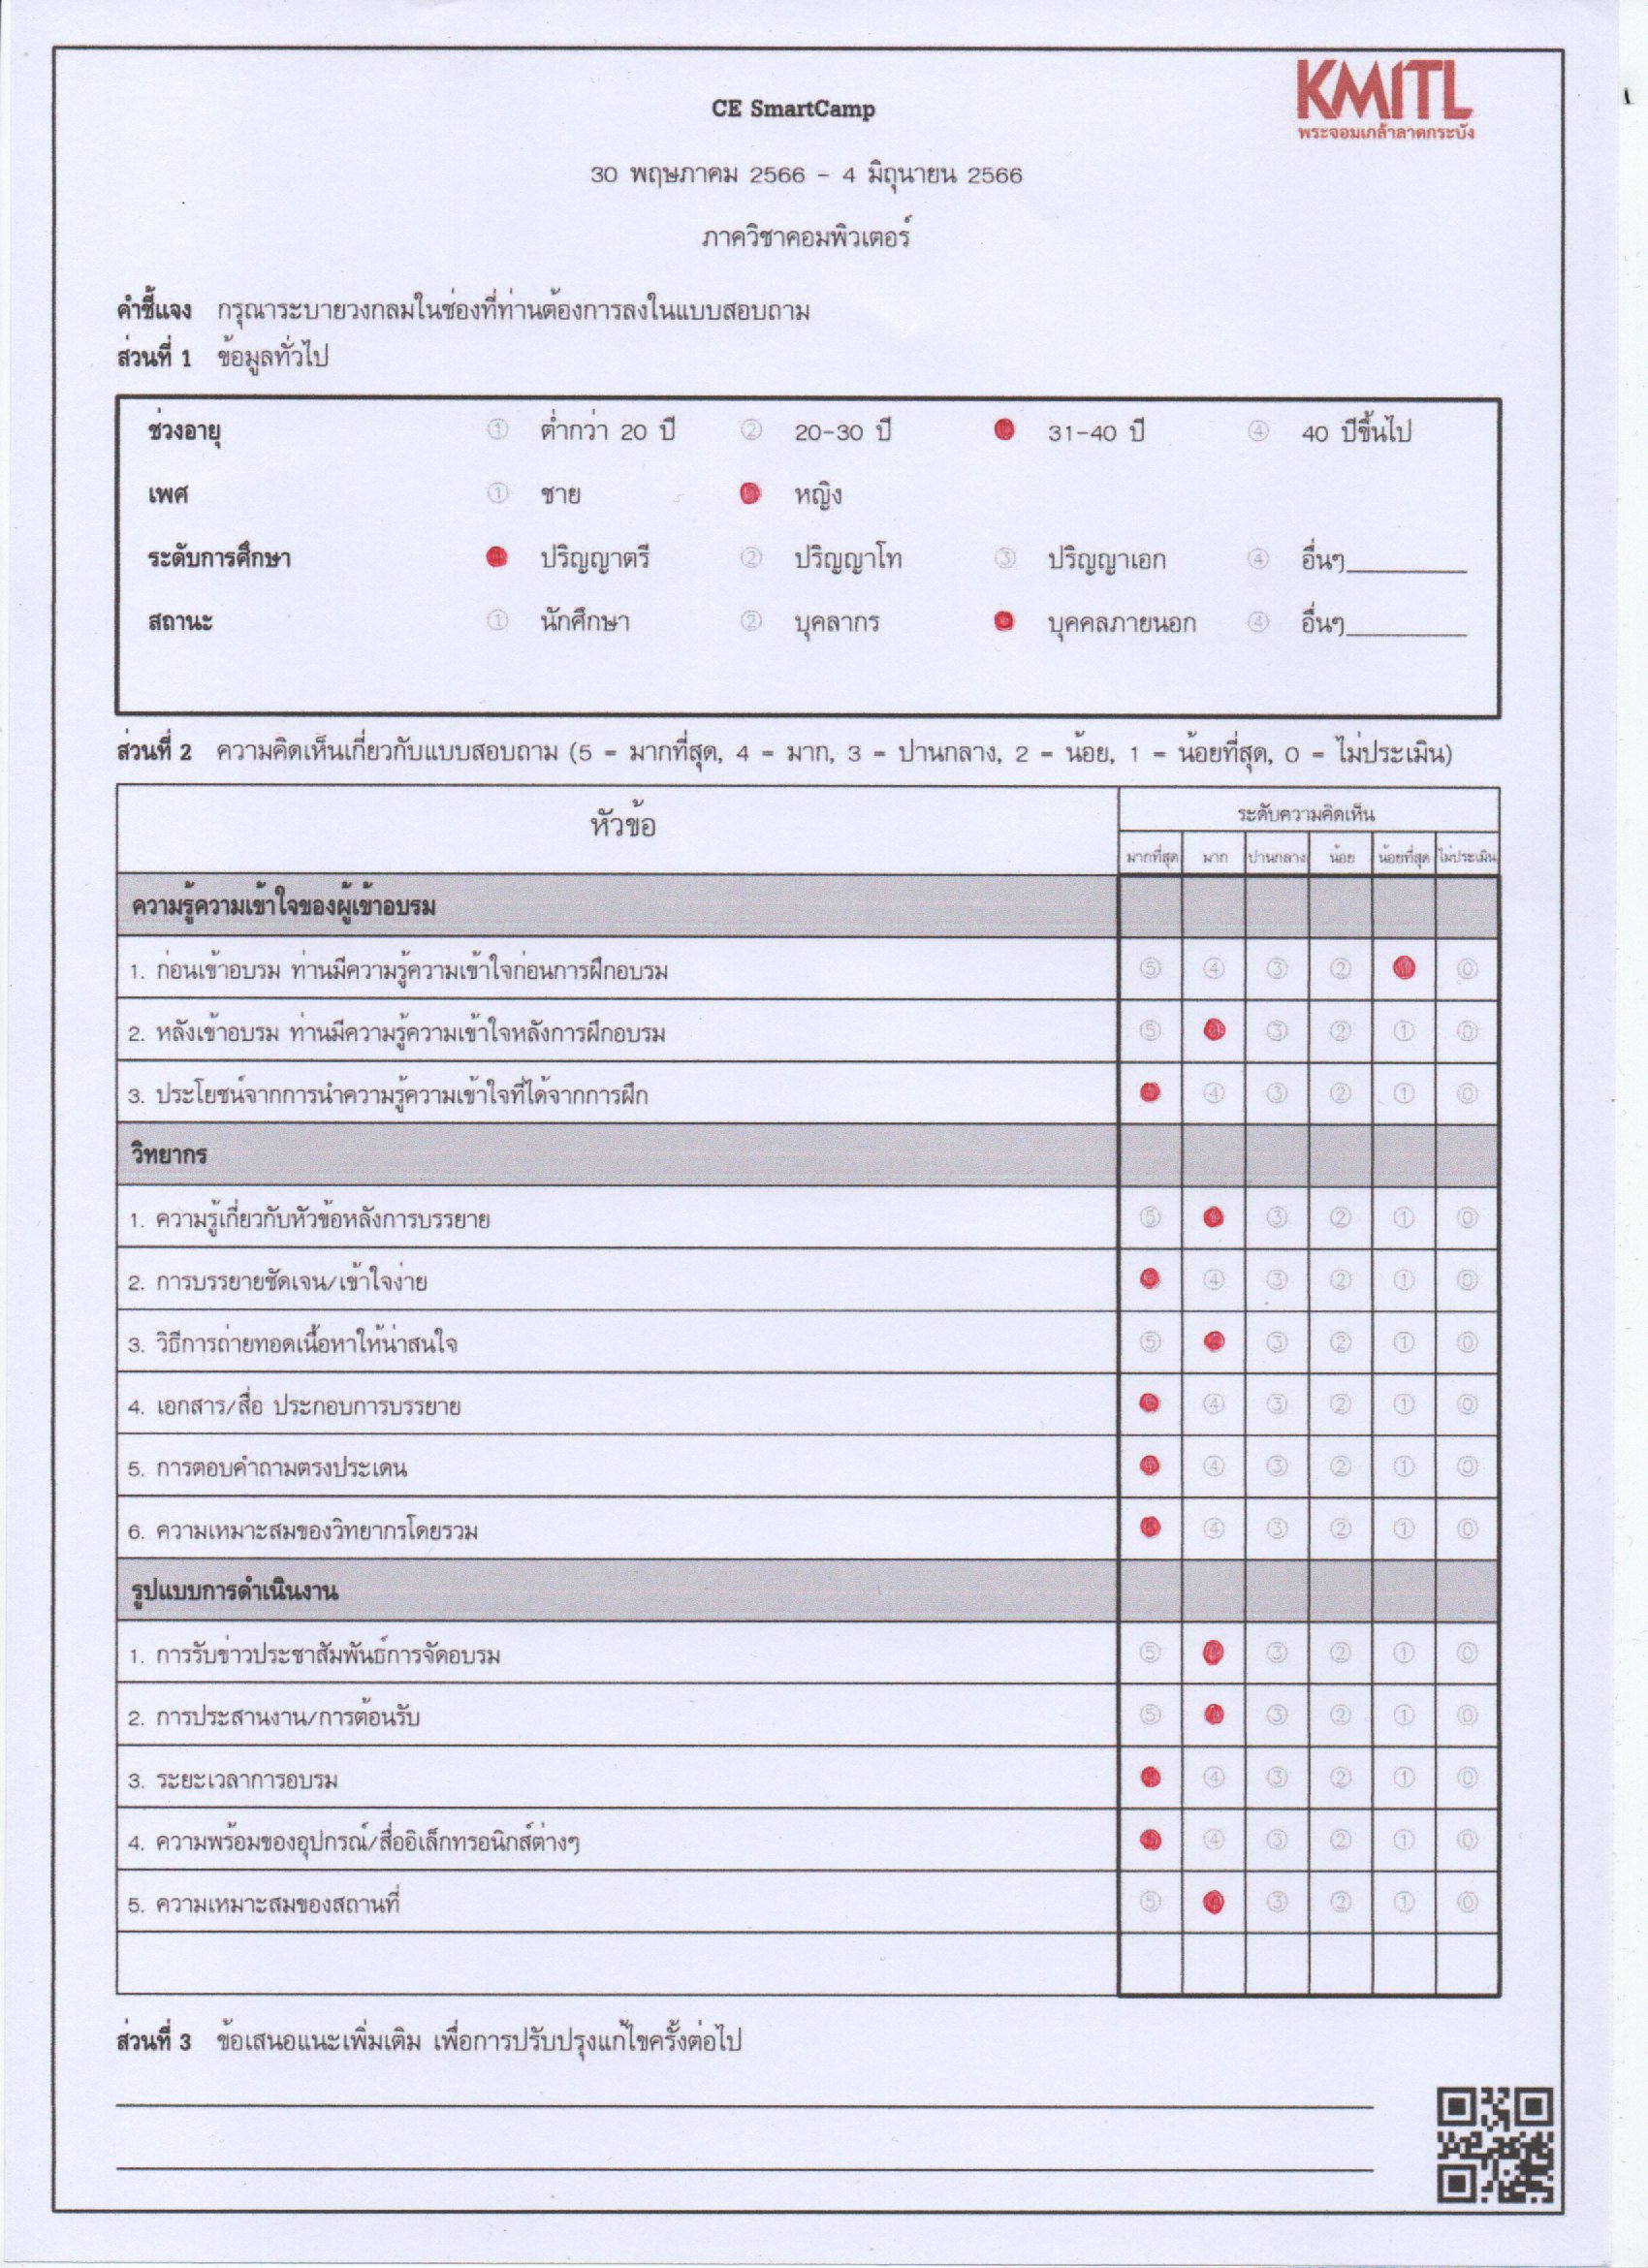 KMITL
พระจอมเกล้าลาดกระบัง
CE SmartCamp
30 พฤษภาคม 2566 - 4 มิถุนายน 2566
ภาควิชาคอมพิวเตอร์
คำชี้แจง กรุณาระบายวงกลมในช่องที่ท่านต้องการลงในแบบสอบถาม
ส่วนที่ 1 ข้อมูลทั่วไป
ช่วงอายุ ① ต่ำกว่า 20 ปี ② 20-30 ปี 31-40 ปี ④ 40 ปีขึ้นไป
เพศ ① ชาย หญิง
ระดับการศึกษา ปริญญาตรี ② ปริญญาโท ③ ปริญญาเอก ④ อื่นๆ
สถานะ ① นักศึกษา ② บุคลากร บุคคลภายนอก ④ อื่นๆ
ส่วนที่ 2 ความคิดเห็นเกี่ยวกับแบบสอบถาม (5 = มากที่สุด, 4 = มาก, 3 = ปานกลาง, 2 = น้อย, 1 = น้อยที่สุด, 0 = ไม่ประเมิน)
หัวข้อ ระดับความคิดเห็น
มากที่สุด มาก ปานกลาง น้อย น้อยที่สุด ไม่ประเมิน
ความรู้ความเข้าใจของผู้เข้าอบรม
1. ก่อนเข้าอบรม ท่านมีความรู้ความเข้าใจก่อนการฝึกอบรม ⑤ ④ ③ ② ⓪
2. หลังเข้าอบรม ท่านมีความรู้ความเข้าใจหลังการฝึกอบรม ⑤ ③ ② ① ⓪
3. ประโยชน์จากการนำความรู้ความเข้าใจที่ได้จากการฝึก ④ ③ ② ① ⓪
วิทยากร
1. ความรู้เกี่ยวกับหัวข้อหลังการบรรยาย ⑤ ③ ② ① ⓪
2. การบรรยายชัดเจน/เข้าใจง่าย ④ ③ ② ① ⓪
3. วิธีการถ่ายทอดเนื้อหาให้น่าสนใจ ⑤ ③ ② ① ⓪
4. เอกสาร/สื่อ ประกอบการบรรยาย ④ ③ ② ① ⓪
5. การตอบคำถามตรงประเดน ④ ③ ② ① ⓪
6. ความเหมาะสมของวิทยากรโดยรวม ④ ③ ② ① ⓪
รูปแบบการดำเนินงาน
1. การรับข่าวประชาสัมพันธ์การจัดอบรม ⑤ ③ ② ① ⓪
2. การประสานงาน/การต้อนรับ ⑤ ③ ② ① ⓪
3. ระยะเวลาการอบรม ④ ③ ② ① ⓪
4. ความพร้อมของอุปกรณ์/สื่ออิเล็กทรอนิกส์ต่างๆ ④ ③ ② ① ⓪
5. ความเหมาะสมของสถานที่ ⑤ ③ ② ① ⓪
ส่วนที่ 3 ข้อเสนอแนะเพิ่มเติม เพื่อการปรับปรุงแก้ไขครั้งต่อไป